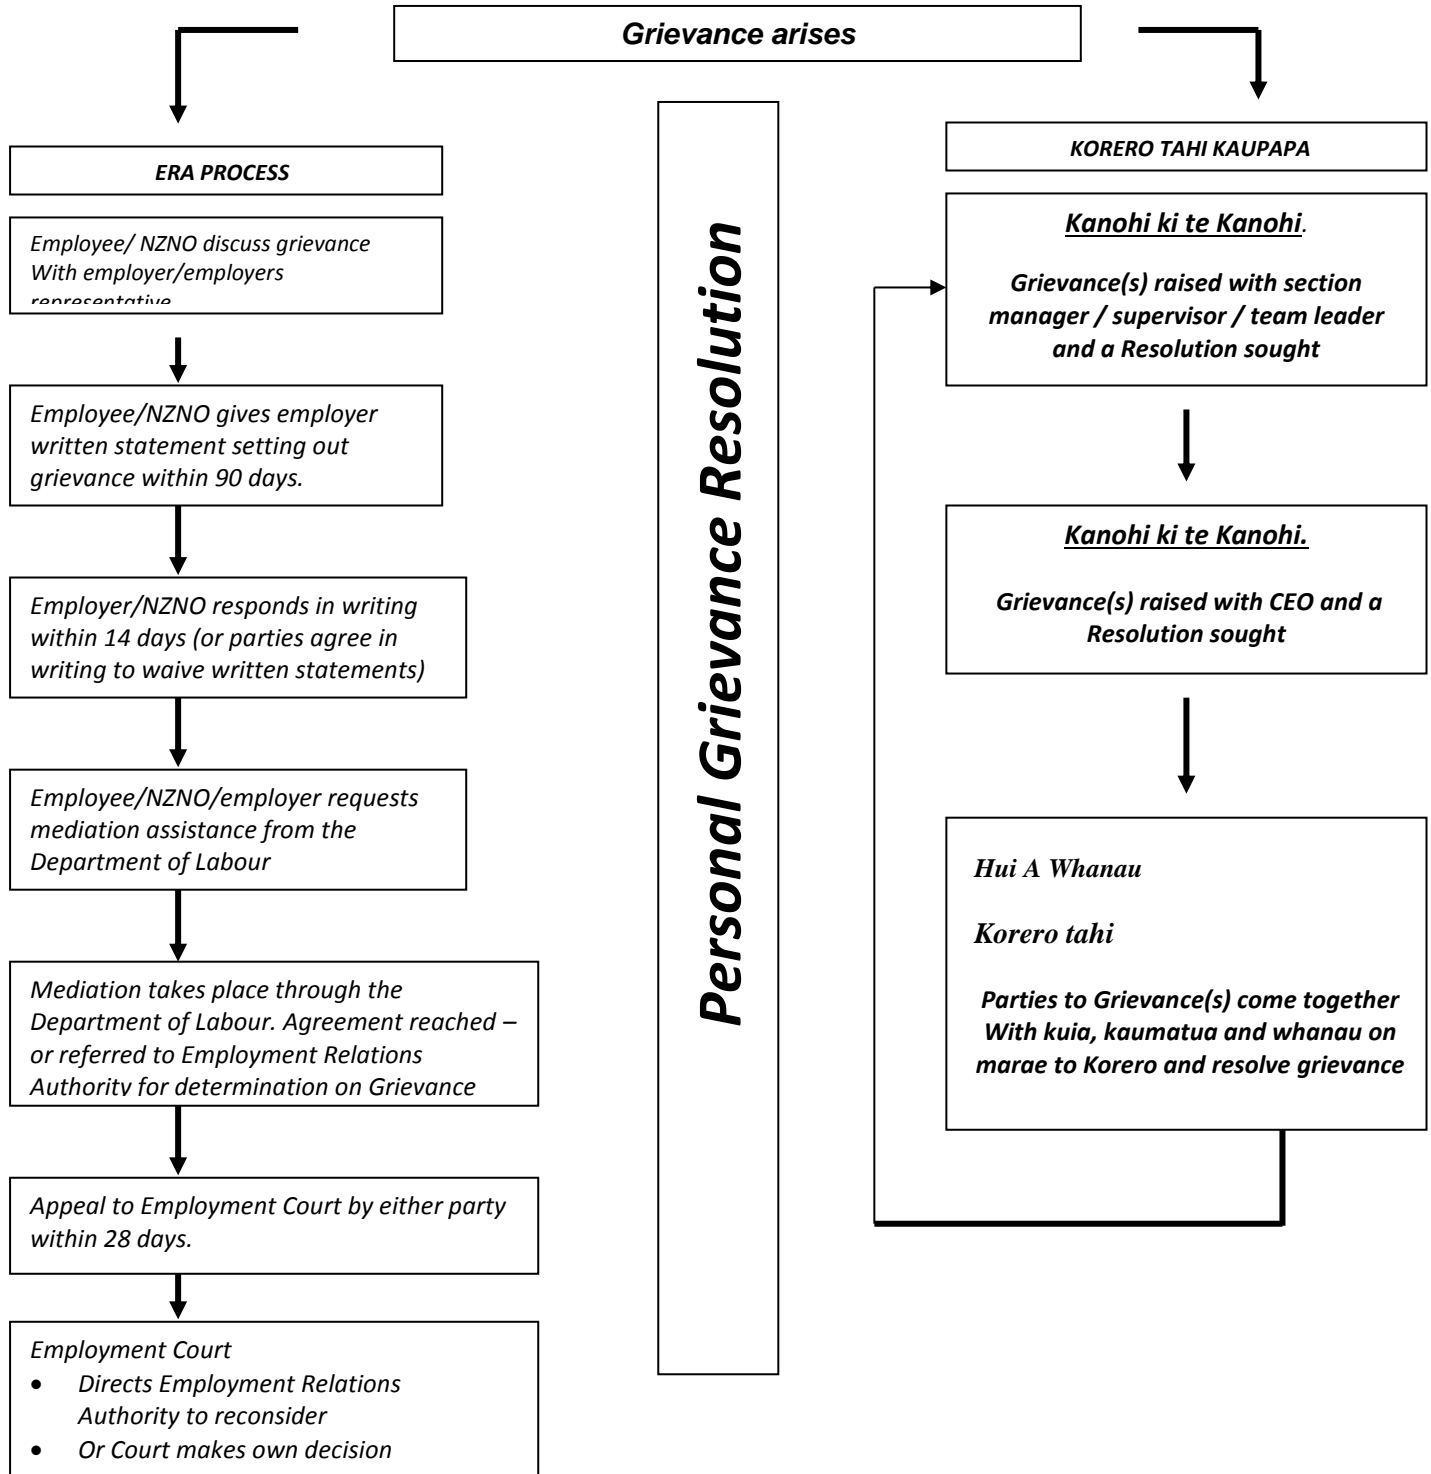 Grievance arises
ERA PROCESS
Employee/ NZNO discuss grievance
With employer/employers
representative
Employee/NZNO gives employer
written statement setting out
grievance within 90 days.
Employer/NZNO responds in writing
within 14 days (or parties agree in
writing to waive written statements)
Employee/NZNO/employer requests
mediation assistance from the
Department of Labour
Mediation takes place through the
Department of Labour. Agreement reached –
or referred to Employment Relations
Authority for determination on Grievance
Appeal to Employment Court by either party
within 28 days.
Employment Court
• Directs Employment Relations
Authority to reconsider
• Or Court makes own decision
Personal Grievance Resolution
KORERO TAHI KAUPAPA
Kanohi ki te Kanohi.
Grievance(s) raised with section
manager / supervisor / team leader
and a Resolution sought
Kanohi ki te Kanohi.
Grievance(s) raised with CEO and a
Resolution sought
Hui A Whanau
Korero tahi
Parties to Grievance(s) come together
With kuia, kaumatua and whanau on
marae to Korero and resolve grievance